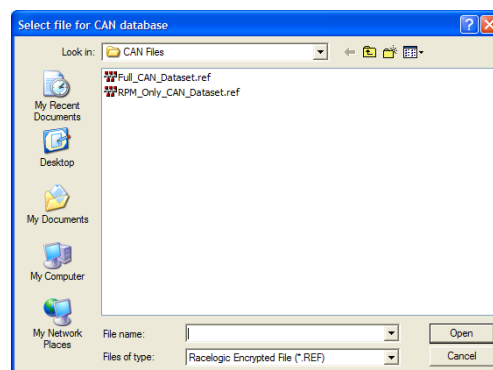 Select file for CAN database
Look in: CAN Files
Full_CAN_Dataset.ref
RPM_Only_CAN_Dataset.ref
My Recent
Documents
Desktop
My Documents
My Computer
My Network
Places
File name: Open
Files of type: Racelogic Encrypted File (*.REF) Cancel